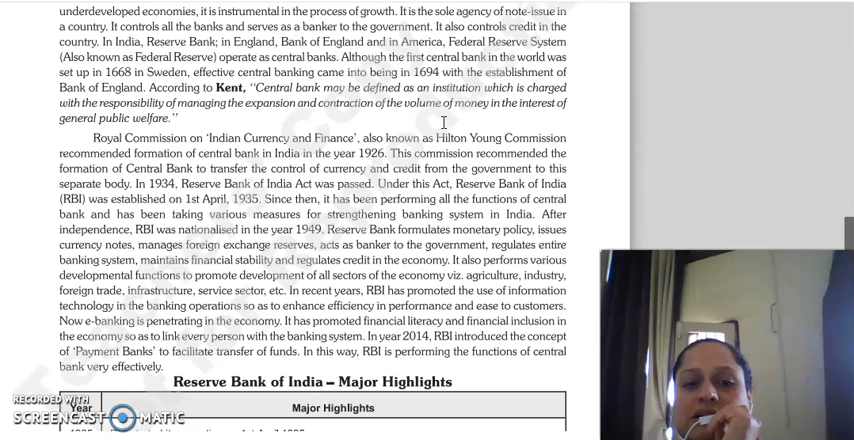 underdeveloped economies, it is instrumental in the process of growth. It is the sole agency of note-issue in
a country. It controls all the banks and serves as a banker to the government. It also controls credit in the
country. In India, Reserve Bank; in England, Bank of England and in America, Federal Reserve System
(Also known as Federal Reserve) operate as central banks. Although the first central bank in the world was
set up in 1668 in Sweden, effective central banking came into being in 1694 with the establishment of
Bank of England. According to Kent, "Central bank may be defined as an institution which is charged
with the responsibility of managing the expansion and contraction of the volume of money in the interest of
general public welfare."
Royal Commission on 'Indian Currency and Finance', also known as Hilton Young Commission
recommended formation of central bank in India in the year 1926. This commission recommended the
formation of Central Bank to transfer the control of currency and credit from the government to this
separate body. In 1934, Reserve Bank of India Act was passed. Under this Act, Reserve Bank of India
(RBI) was established on 1st April, 1935. Since then, it has been performing all the functions of central
bank and has been taking various measures for strengthening banking system in India. After
independence, RBI was nationalised in the year 1949. Reserve Bank formulates monetary policy, issues
currency notes, manages foreign exchange reserves, acts as banker to the government, regulates entire
banking system, maintains financial stability and regulates credit in the economy. It also performs various
developmental functions to promote development of all sectors of the economy viz. agriculture, industry,
foreign trade, infrastructure, service sector, etc. In recent years, RBI has promoted the use of information
technology in the banking operations so as to enhance efficiency in performance and ease to customers.
Now e-banking is penetrating in the economy. It has promoted financial literacy and financial inclusion in
the economy so as to link every person with the banking system. In year 2014, RBI introduced the concept
of 'Payment Banks' to facilitate transfer of funds. In this way, RBI is performing the functions of central
bank very effectively.
Reserve Bank of India – Major Highlights
Year Major Highlights
RECORDED WITH
SCREENCAST MATIC